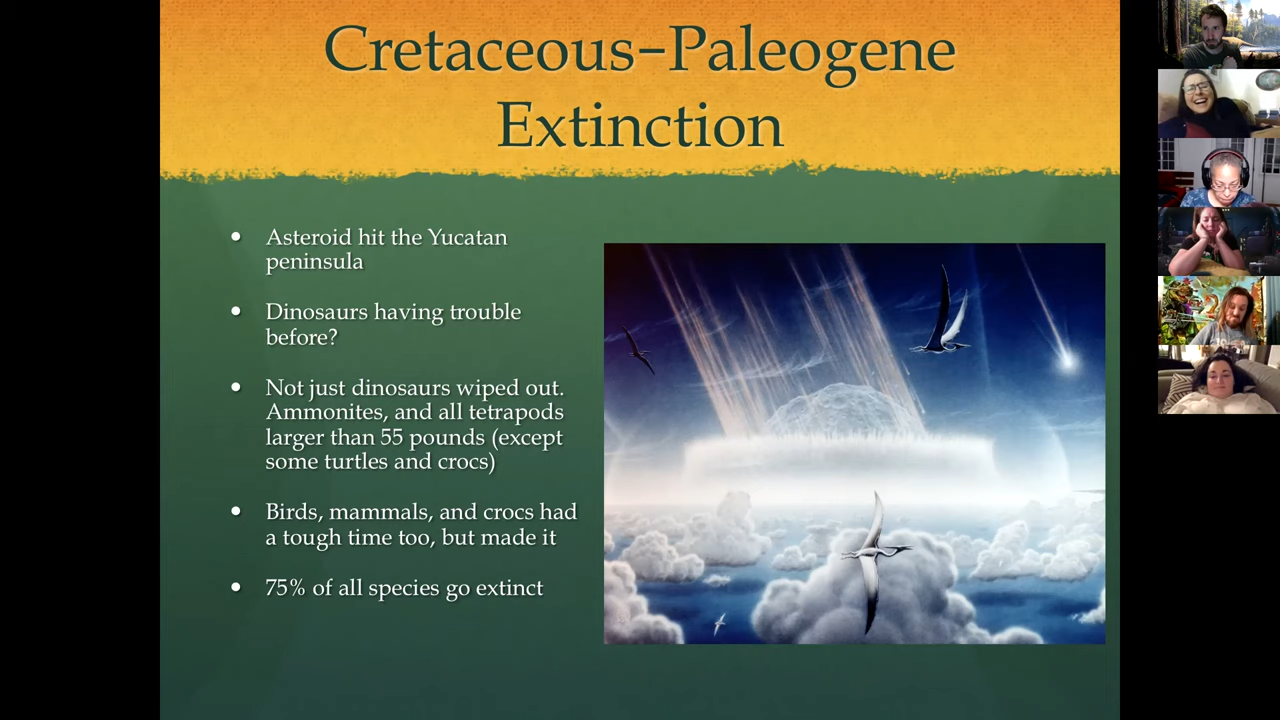 Cretaceous–Paleogene
Extinction
• Asteroid hit the Yucatan
peninsula
• Dinosaurs having trouble
before?
• Not just dinosaurs wiped out.
Ammonites, and all tetrapods
larger than 55 pounds (except
some turtles and crocs)
• Birds, mammals, and crocs had
a tough time too, but made it
• 75% of all species go extinct